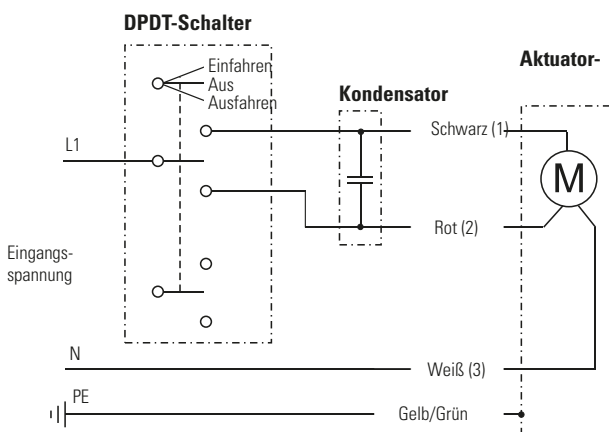 DPDT-Schalter
Aktuator-
Einfahren
Aus
Ausfahren
Kondensator
L1
Schwarz (1)
M
Rot (2)
Eingangs-
spannung
N
Weiß (3)
PE
Gelb/Grün